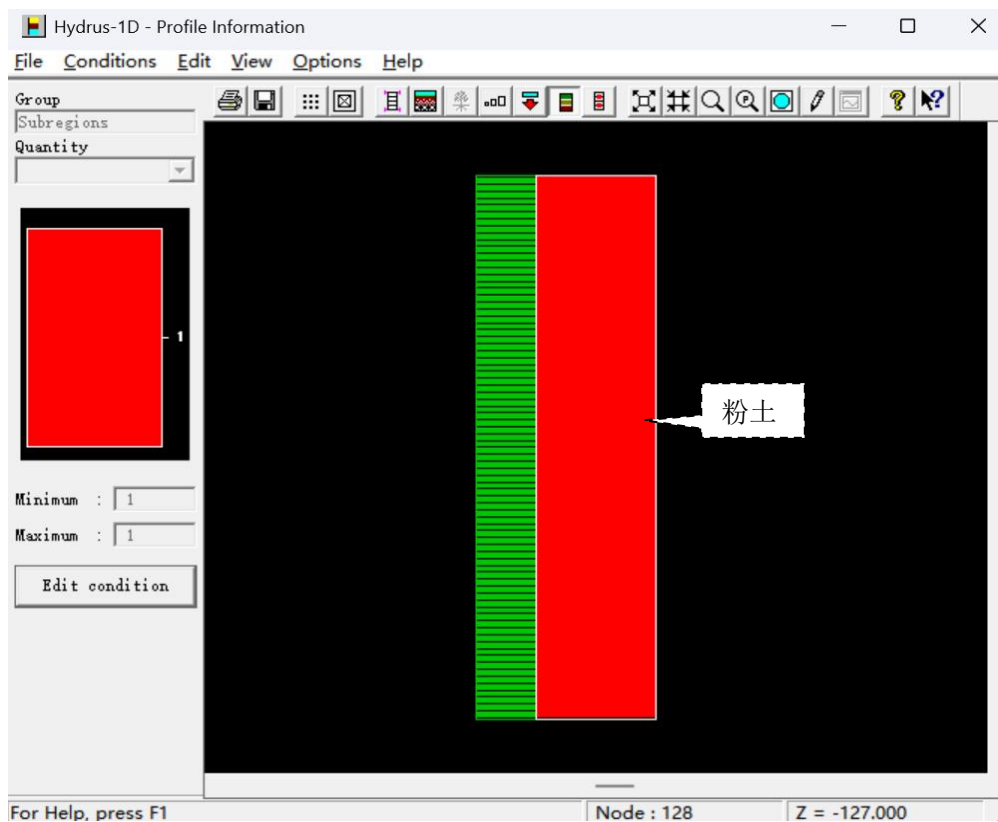 Hydrus-1D - Profile Information
File Conditions Edit View Options Help
Group
Subregions
Quantity
1
粉土
Minimum : 1
Maximum : 1
Edit condition
For Help, press F1
Node : 128
Z = -127.000